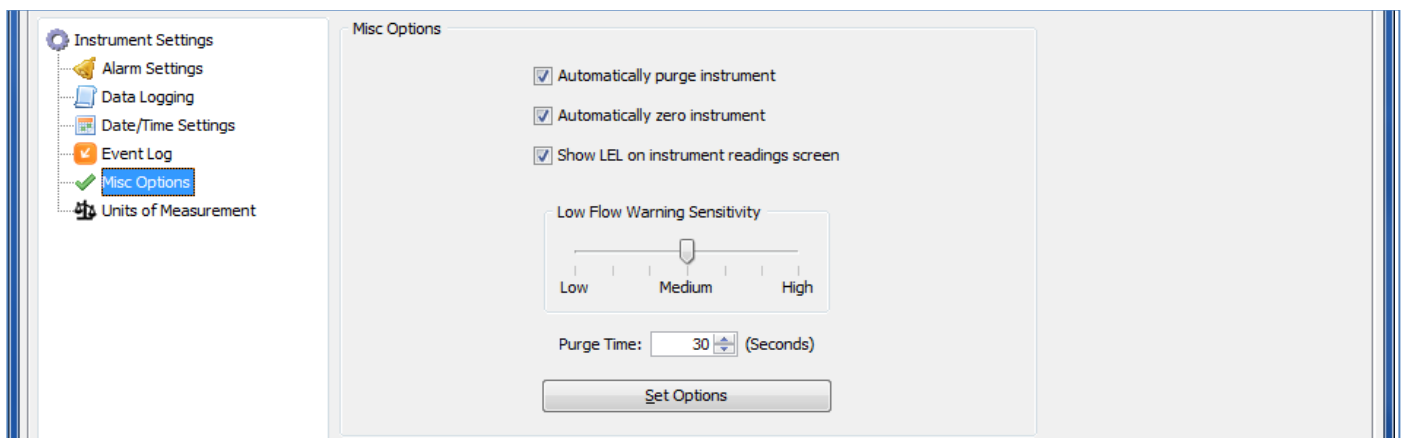 Instrument Settings
Alarm Settings
Data Logging
Date/Time Settings
Event Log
Misc Options
Units of Measurement
Misc Options
Automatically purge instrument
Automatically zero instrument
Show LEL on instrument readings screen
Low Flow Warning Sensitivity
Low Medium High
Purge Time: 30 (Seconds)
Set Options